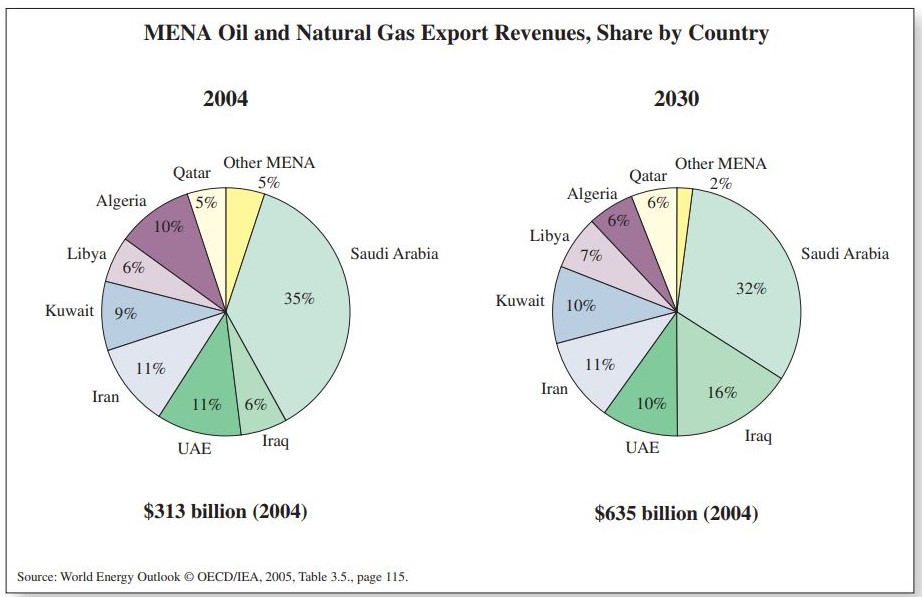 MENA Oil and Natural Gas Export Revenues, Share by Country
2004
Other MENA
5%
Qatar
5%
Algeria
10%
Libya
6%
Kuwait
9%
Iran
11%
UAE
11%
Iraq
6%
Saudi Arabia
35%
$313 billion (2004)
2030
Other MENA
2%
Qatar
6%
Algeria
6%
Libya
7%
Kuwait
10%
Iran
11%
UAE
10%
Iraq
16%
Saudi Arabia
32%
$635 billion (2004)
Source: World Energy Outlook © OECD/IEA, 2005, Table 3.5., page 115.